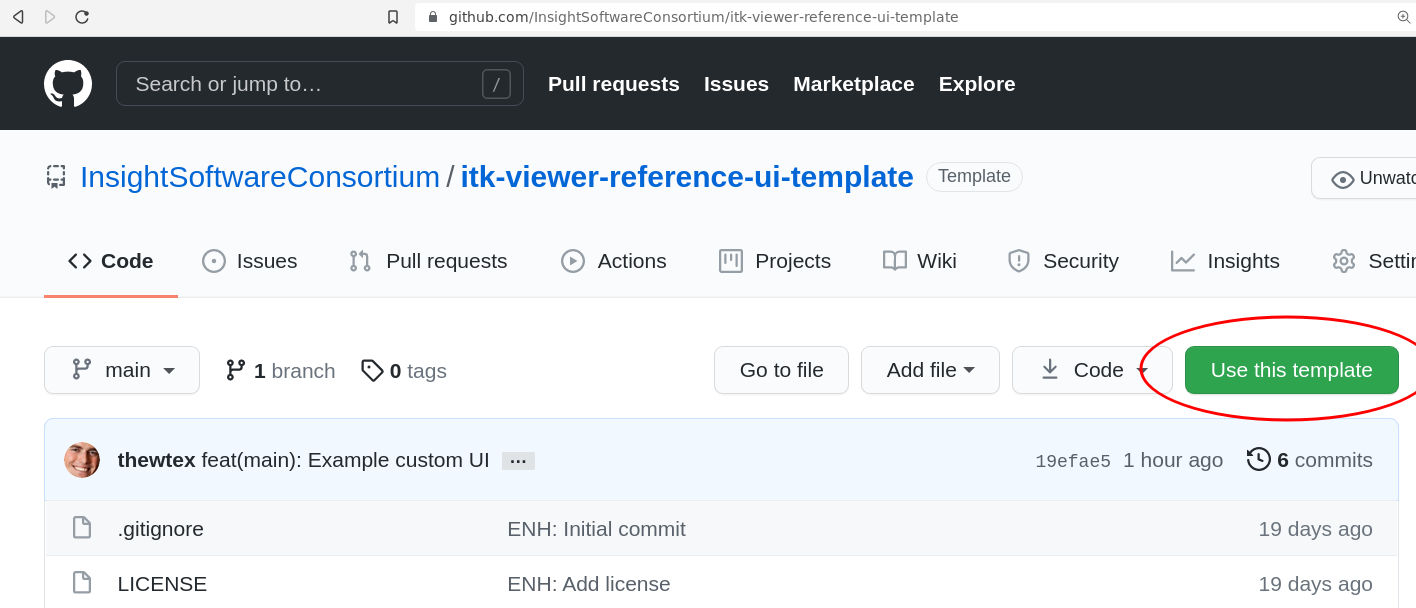 github.com/InsightSoftwareConsortium/itk-viewer-reference-ui-template
Search or jump to… / Pull requests Issues Marketplace Explore
InsightSoftwareConsortium / itk-viewer-reference-ui-template Template Unwatc
Code Issues Pull requests Actions Projects Wiki Security Insights Settin
main 1 branch 0 tags Go to file Add file Code Use this template
thewtex feat(main): Example custom UI … 19efae5 1 hour ago 6 commits
.gitignore ENH: Initial commit 19 days ago
LICENSE ENH: Add license 19 days ago